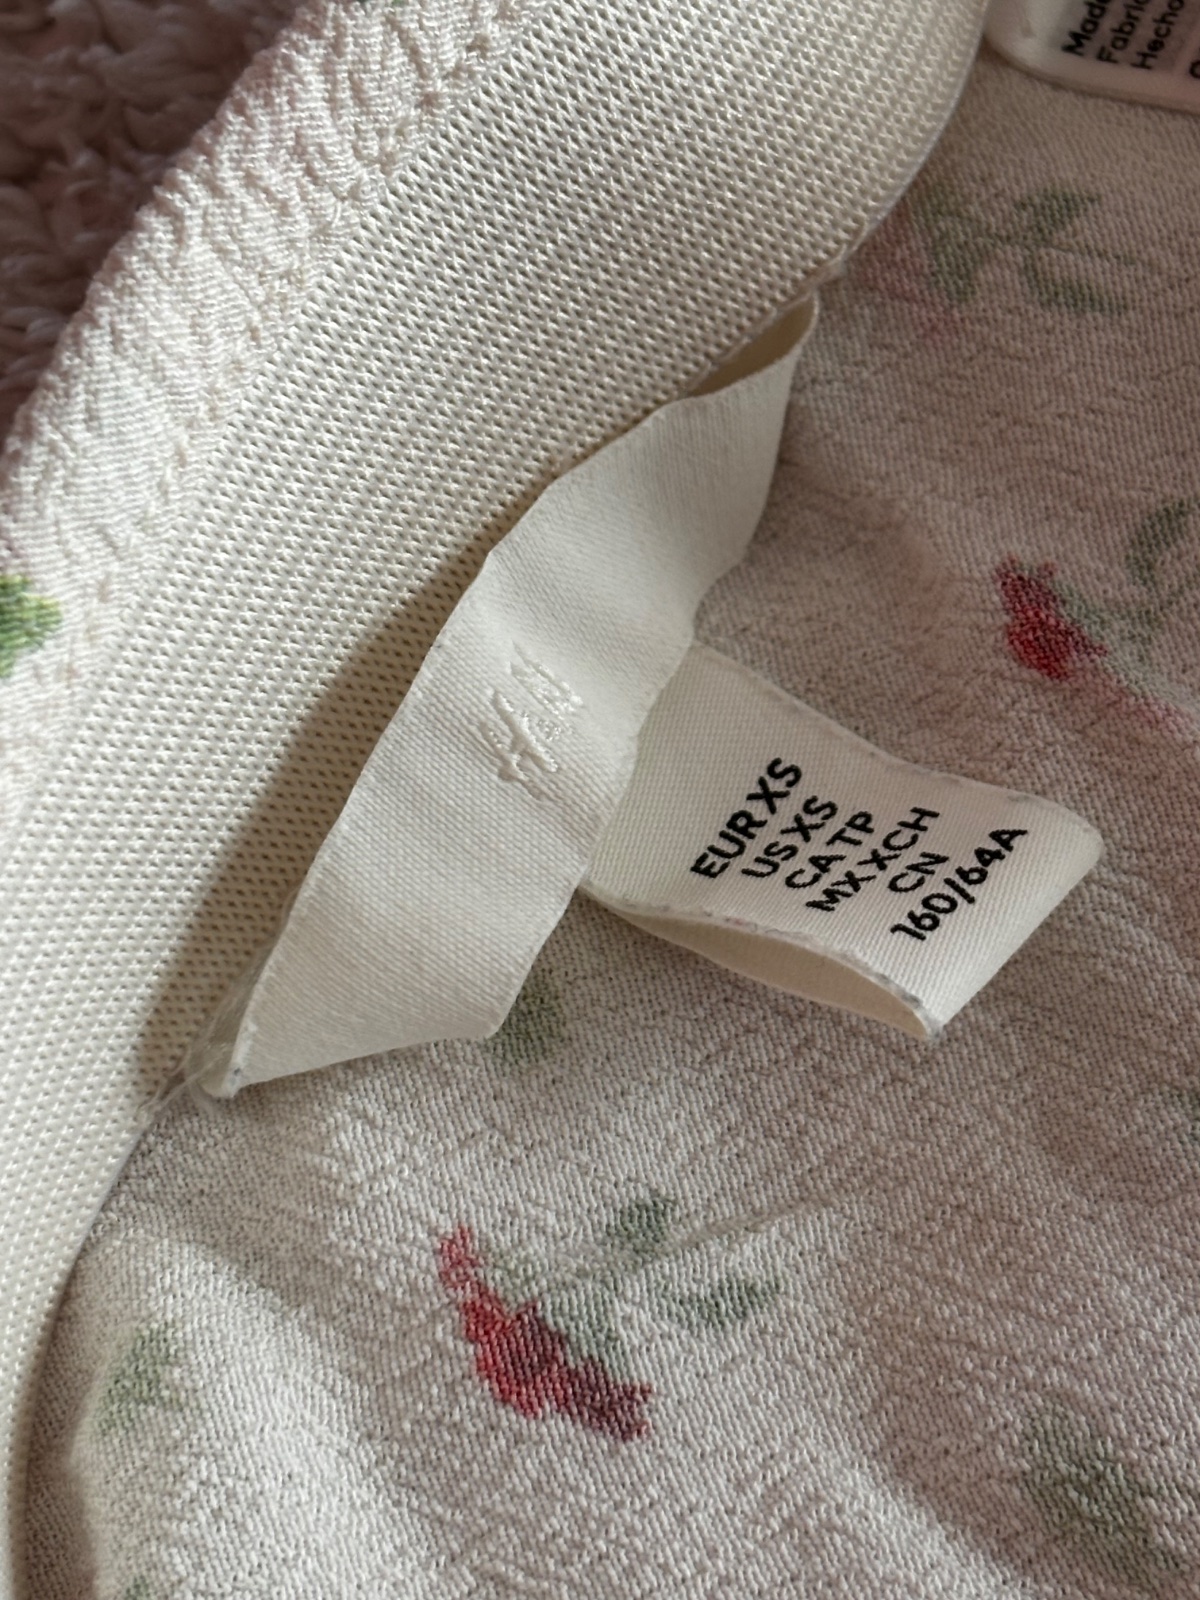 Made
Fabric
Hecho
H&M
EUR XS
US XS
CA TP
MX XCH
CN
160/64A